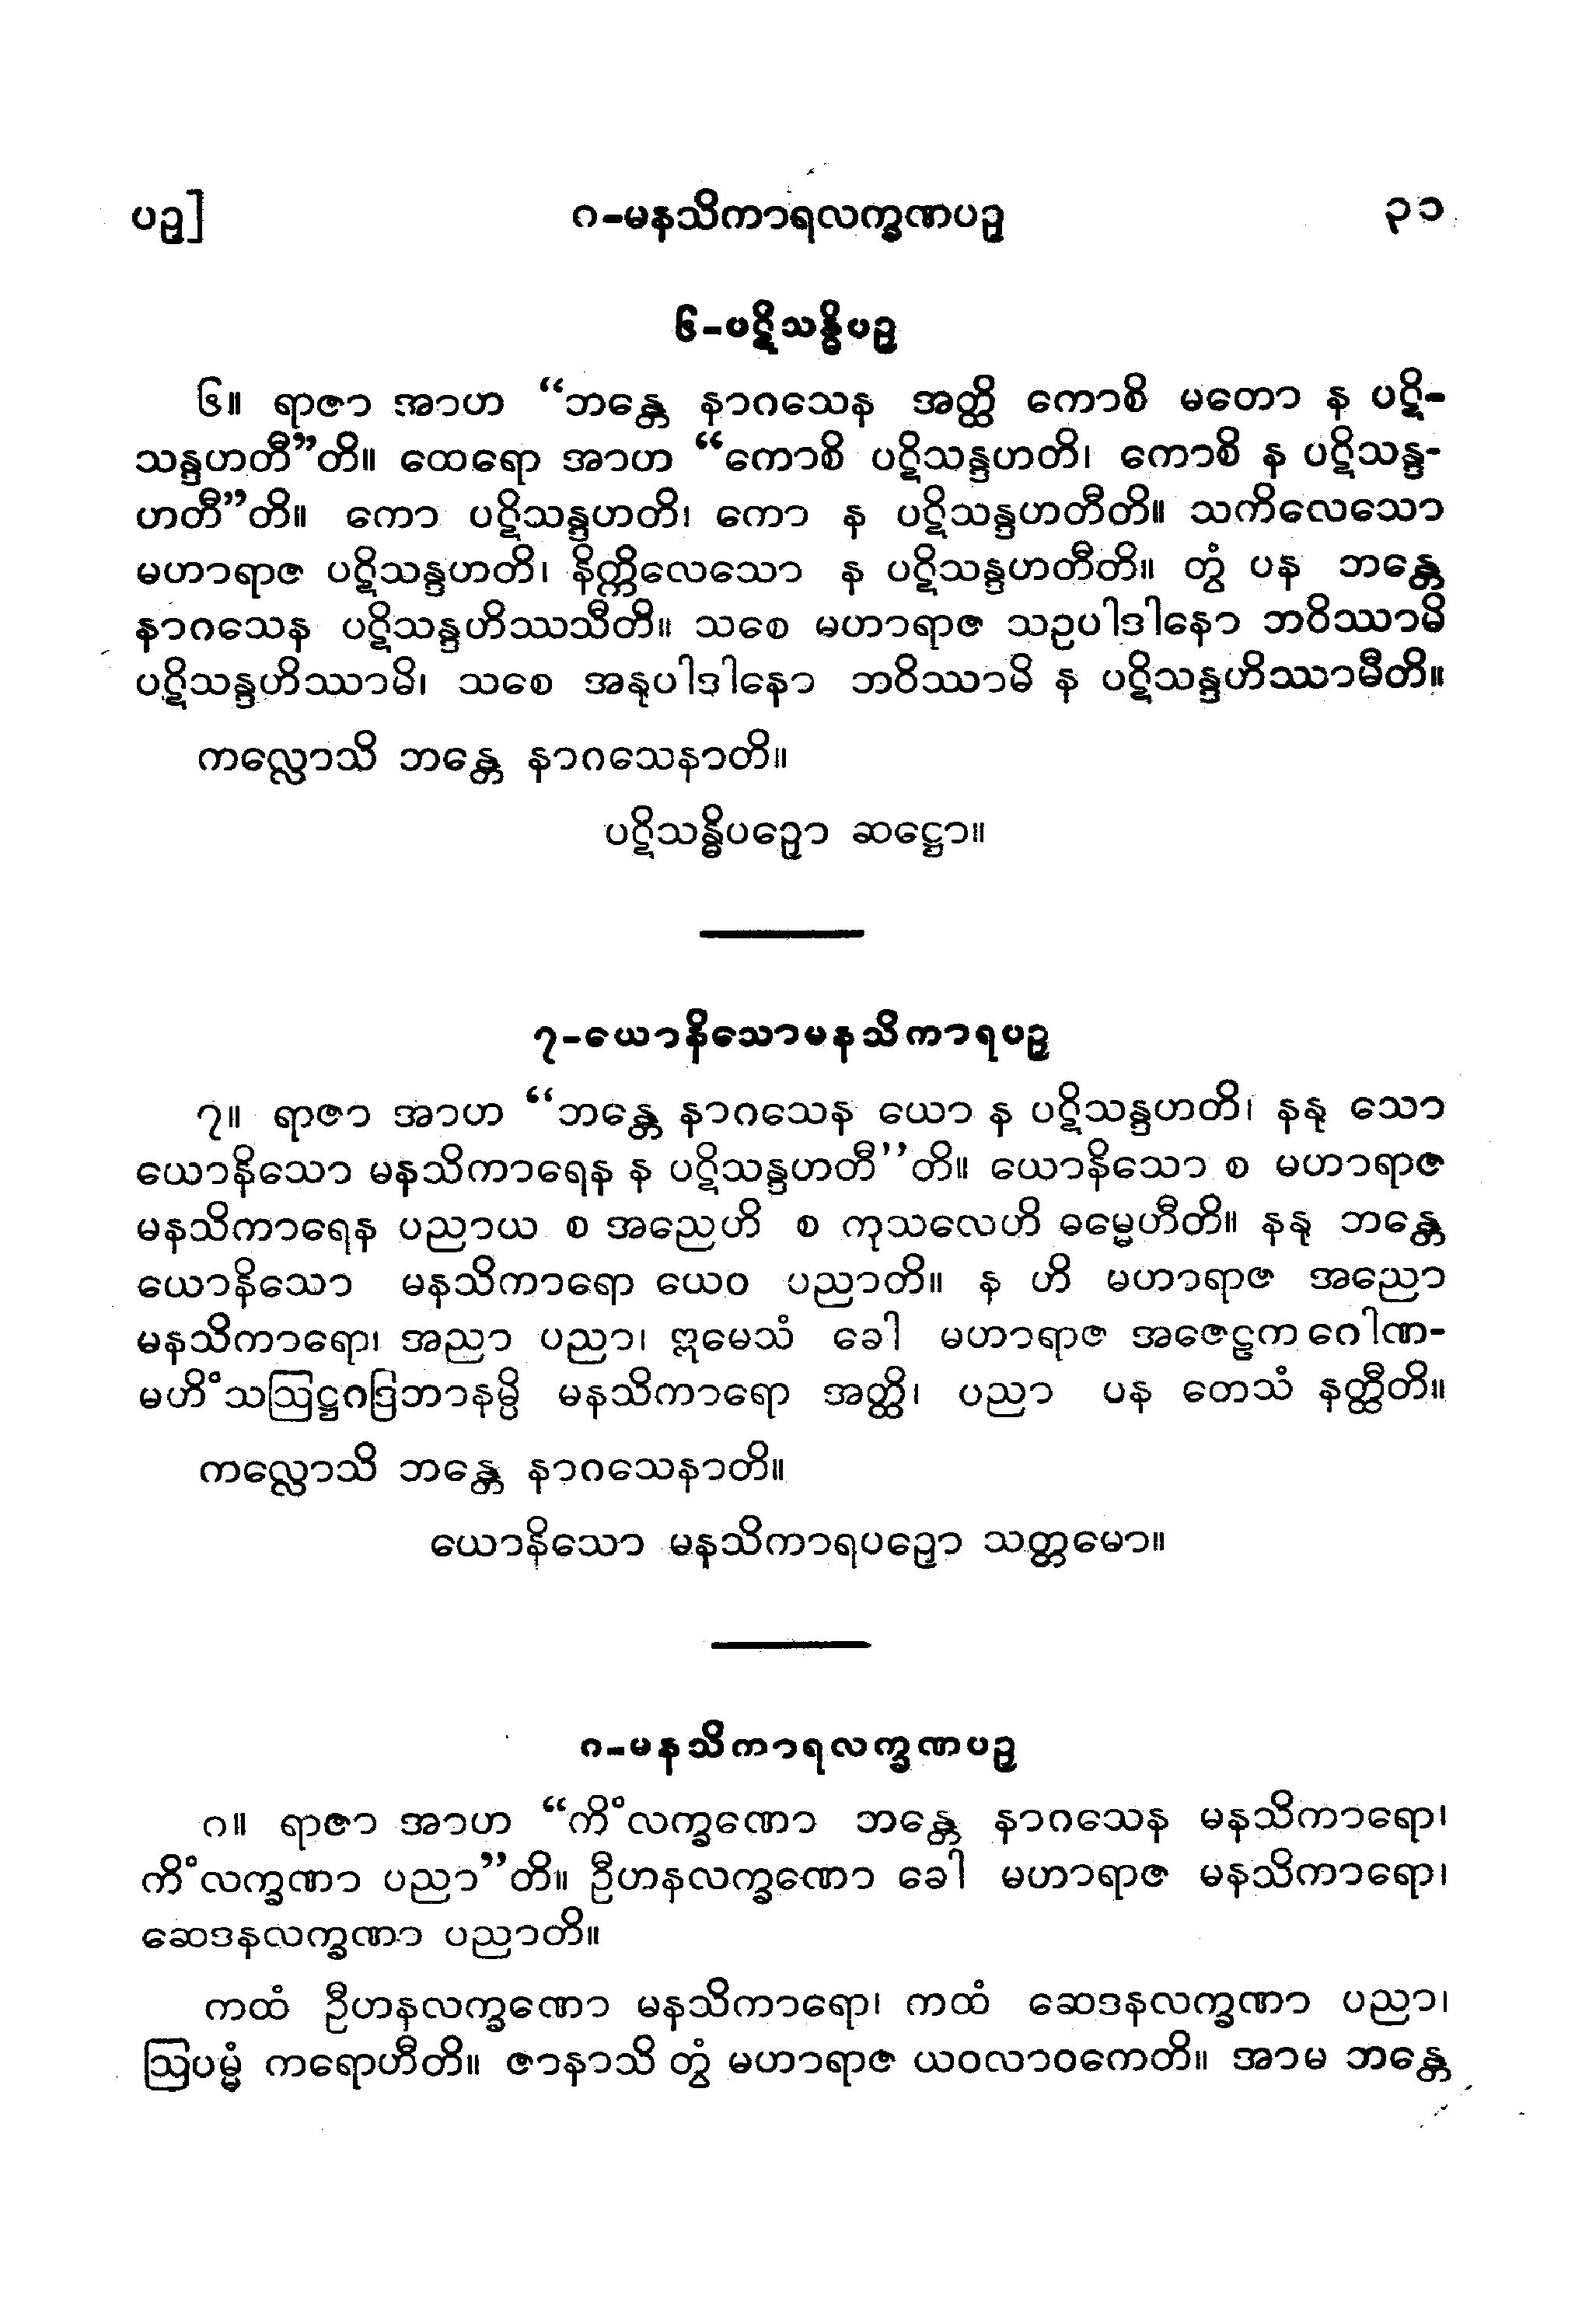 ပဥှ]
ဂ-မနသိကာရလက္ခဏပဥှ
၃၁
၆-ပဋိသန္ဓိပဥှ
၆။ ရာဇာ အာဟ “ဘန္တေ နာဂသေန အတ္ထိ ကောစိ မတော န ပဋိ-
သန္ဒဟတီ”တိ။ ထေရော အာဟ “ကောစိ ပဋိသန္ဒဟတိ၊ ကောစိ န ပဋိသန္ဒ-
ဟတီ”တိ။ ကော ပဋိသန္ဒဟတိ၊ ကော န ပဋိသန္ဒဟတီတိ။ သကိလေသော
မဟာရာဇ ပဋိသန္ဒဟတိ၊ နိက္ကိလေသော န ပဋိသန္ဒဟတီတိ။ တွံ ပန ဘန္တေ
နာဂသေန ပဋိသန္ဒဟိဿသီတိ။ သစေ မဟာရာဇ သဥပါဒါနော ဘဝိဿာမိ
ပဋိသန္ဒဟိဿာမိ၊ သစေ အနုပါဒါနော ဘဝိဿာမိ န ပဋိသန္ဒဟိဿာမီတိ။
ကလ္လောသိ ဘန္တေ နာဂသေနာတိ။
ပဋိသန္ဓိပဉှော ဆဋ္ဌော။
၇-ယောနိသောမနသိကာရပဥှ
၇။ ရာဇာ အာဟ “ဘန္တေ နာဂသေန ယော န ပဋိသန္ဒဟတိ၊ နနု သော
ယောနိသော မနသိကာရေန န ပဋိသန္ဒဟတီ”တိ။ ယောနိသော စ မဟာရာဇ
မနသိကာရေန ပညာယ စ အညေဟိ စ ကုသလေဟိ ဓမ္မေဟီတိ။ နနု ဘန္တေ
ယောနိသော မနသိကာရော ယေဝ ပညာတိ။ န ဟိ မဟာရာဇ အညော
မနသိကာရော၊ အညာ ပညာ၊ ဣမေသံ ခေါ မဟာရာဇ အဇေဠက ဂေါဏ-
မဟိံသဩဋ္ဌဂဒြဘာနမ္ပိ မနသိကာရော အတ္ထိ၊ ပညာ ပန တေသံ နတ္ထီတိ။
ကလ္လောသိ ဘန္တေ နာဂသေနာတိ။
ယောနိသော မနသိကာရပဉှော သတ္တမော။
ဂ-မနသိကာရလက္ခဏပဥှ
ဂ။ ရာဇာ အာဟ “ကိံလက္ခဏော ဘန္တေ နာဂသေန မနသိကာရော၊
ကိံလက္ခဏာ ပညာ”တိ။ ဦဟနလက္ခဏော ခေါ မဟာရာဇ မနသိကာရော၊
ဆေဒနလက္ခဏာ ပညာတိ။
ကထံ ဦဟနလက္ခဏော မနသိကာရော၊ ကထံ ဆေဒနလက္ခဏာ ပညာ၊
ဩပမ္မံ ကရောဟီတိ။ ဇာနာသိ တွံ မဟာရာဇ ယဝလာဝကေတိ။ အာမ ဘန္တေ